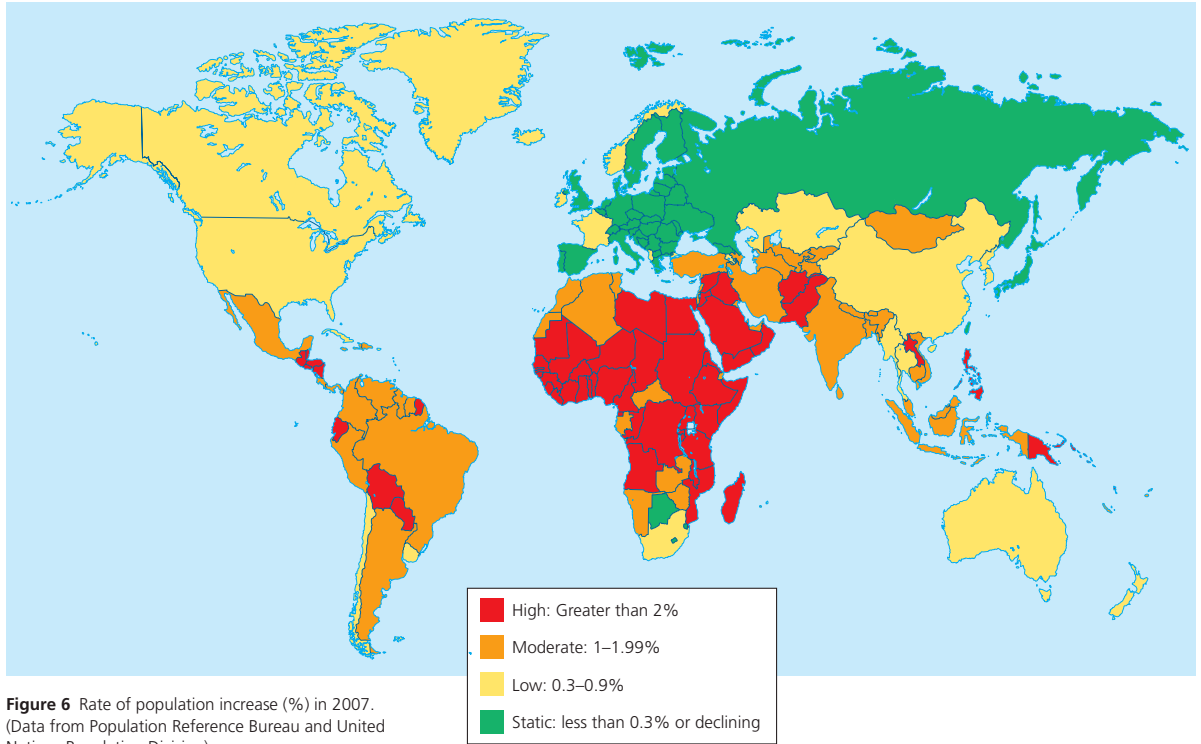 High: Greater than 2%
Moderate: 1–1.99%
Low: 0.3–0.9%
Static: less than 0.3% or declining
Figure 6 Rate of population increase (%) in 2007.
(Data from Population Reference Bureau and United